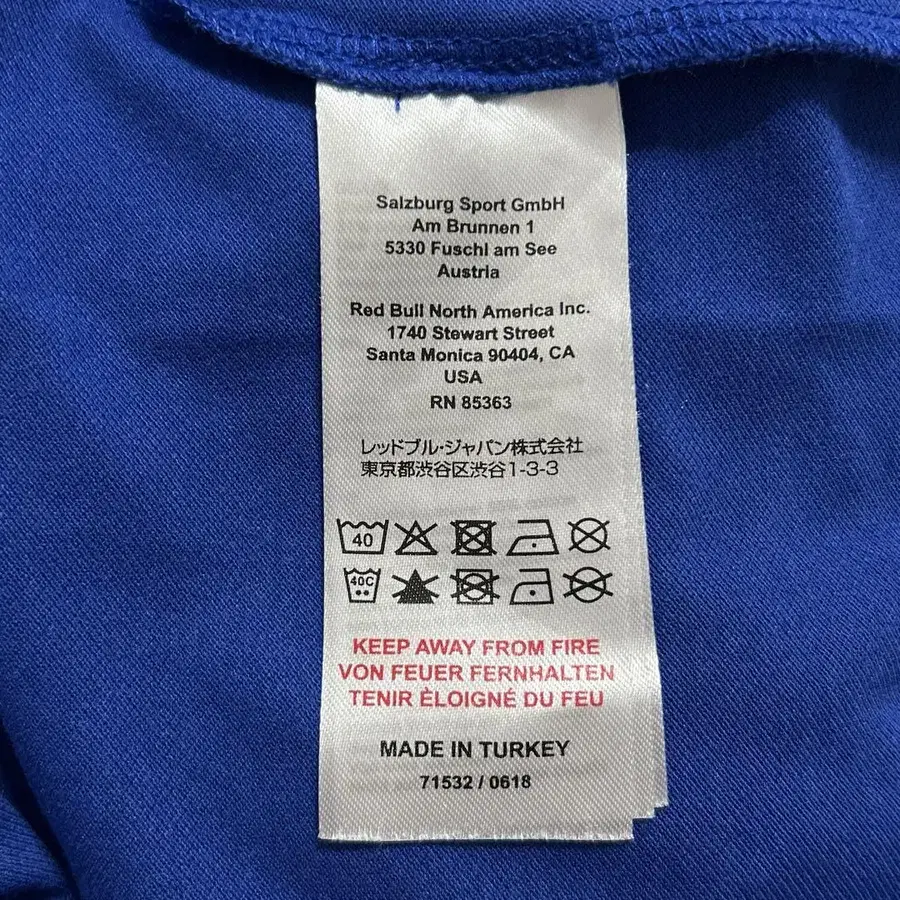 Salzburg Sport GmbH
Am Brunnen 1
5330 Fuschl am See
Austria
Red Bull North America Inc.
1740 Stewart Street
Santa Monica 90404, CA
USA
RN 85363
レッドブル・ジャパン株式会社
東京都渋谷区渋谷1-3-3
40
40C
KEEP AWAY FROM FIRE
VON FEUER FERNHALTEN
TENIR ÈLOIGNÉ DU FEU
MADE IN TURKEY
71532 / 0618